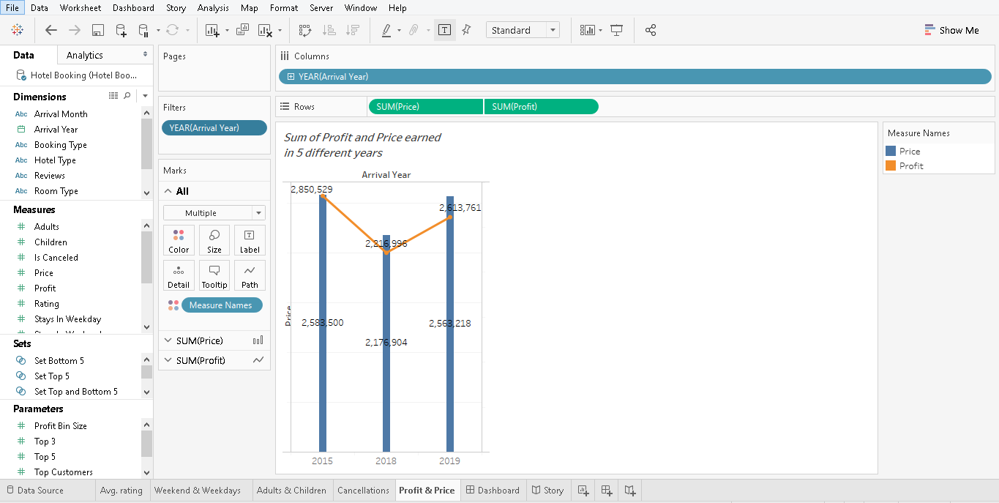 File Data Worksheet Dashboard Story Analysis Map Format Server Window Help
Standard
Show Me
Data Analytics
Hotel Booking (Hotel Boo...
Dimensions
Abc Arrival Month
Arrival Year
Abc Booking Type
Abc Hotel Type
Abc Reviews
Abc Room Type
Measures
Adults
Children
Is Canceled
Price
Profit
Rating
Stays In Weekday
Sets
Set Bottom 5
Set Top 5
Set Top and Bottom 5
Parameters
Profit Bin Size
Top 3
Top 5
Top Customers
Pages
Filters
YEAR(Arrival Year)
Marks
All
Multiple
Color Size Label
Detail Tooltip Path
Measure Names
SUM(Price)
SUM(Profit)
Columns
YEAR(Arrival Year)
Rows
SUM(Price) SUM(Profit)
Sum of Profit and Price earned
in 5 different years
Arrival Year
2,850,529
2,613,761
2,216,996
Price
2,583,500
2,563,218
2,176,904
2015 2018 2019
Measure Names
Price
Profit
Data Source Avg. rating Weekend & Weekdays Adults & Children Cancellations Profit & Price Dashboard Story